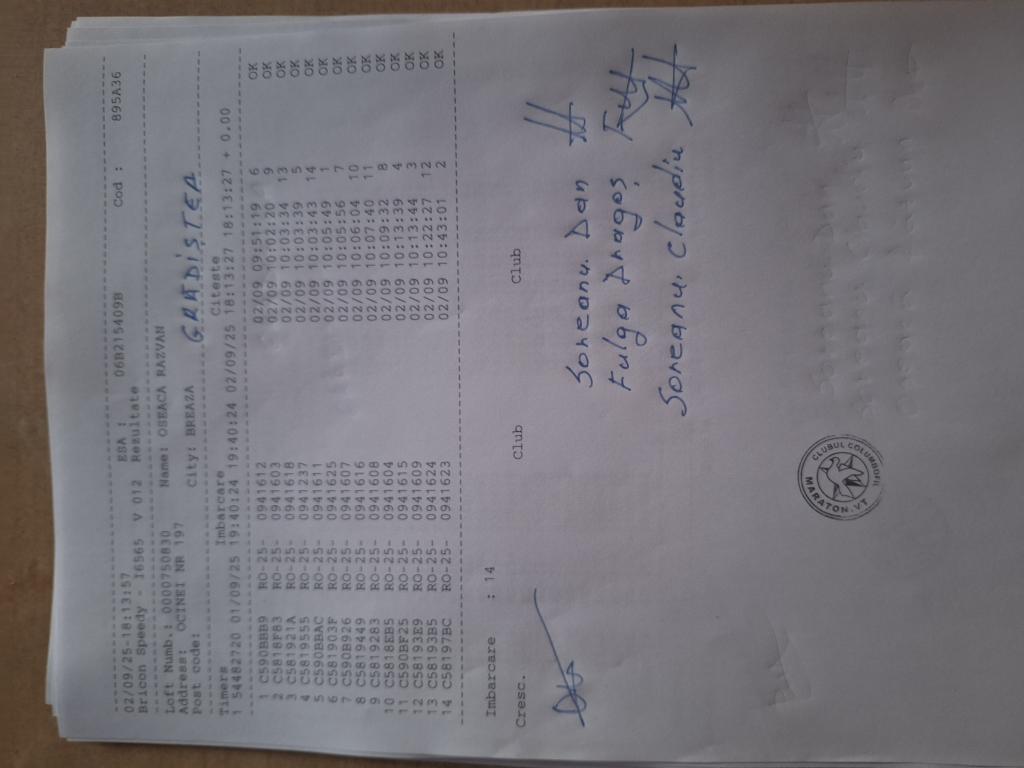 02/09/25-18:13:57 ESA : 06B215409B Cod : 895A36
Bricon Speedy - I6565 V 012 Rezultate
Loft Numb.: 0000750830 Name: OSEACA RAZVAN
Address: OCINEI NR 197
Post code: City: BREAZA GRADIȘTEA
Timers Imbarcare Citeste
1 54482720 01/09/25 19:40:24 19:40:24 02/09/25 18:13:27 18:13:27 + 0.00
1 C590BBB9 RO-25- 0941612 02/09 09:51:19 6 OK
2 C5818F83 RO-25- 0941603 02/09 10:02:20 9 OK
3 C581921A RO-25- 0941618 02/09 10:03:34 13 OK
4 C5819555 RO-25- 0941237 02/09 10:03:39 5 OK
5 C590BBAC RO-25- 0941611 02/09 10:03:43 14 OK
6 C581903F RO-25- 0941625 02/09 10:05:49 1 OK
7 C590B926 RO-25- 0941607 02/09 10:05:56 7 OK
8 C5819449 RO-25- 0941616 02/09 10:06:04 10 OK
9 C5819283 RO-25- 0941608 02/09 10:07:40 11 OK
10 C5818EB5 RO-25- 0941604 02/09 10:09:32 8 OK
11 C590BF25 RO-25- 0941615 02/09 10:13:39 4 OK
12 C58193E9 RO-25- 0941609 02/09 10:13:44 3 OK
13 C58193B5 RO-25- 0941624 02/09 10:22:27 12 OK
14 C58197BC RO-25- 0941623 02/09 10:43:01 2 OK
Imbarcare : 14
Cresc. Club Club
Soreanu. Dan
Fulga Dragos.
Soreanu. Claudiu
CLUBUL COLUMBOFIL
MARATON.V1